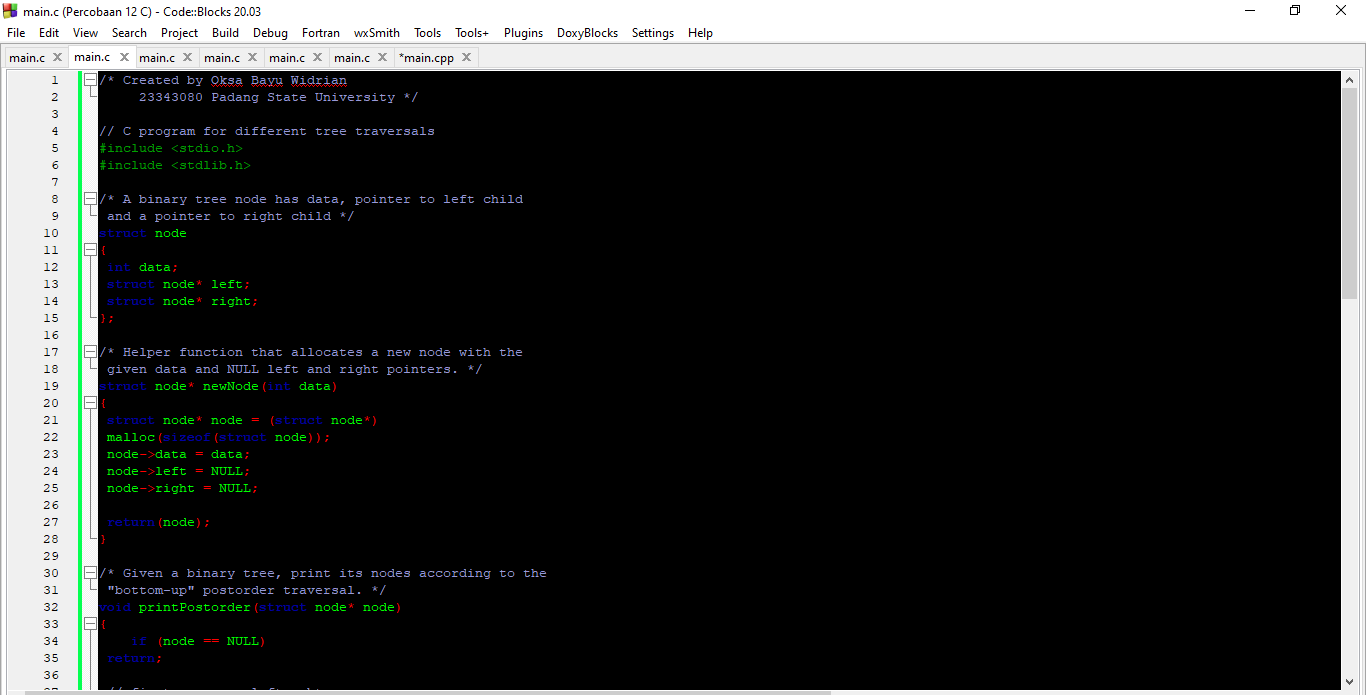 main.c (Percobaan 12 C) - Code::Blocks 20.03
File Edit View Search Project Build Debug Fortran wxSmith Tools Tools+ Plugins DoxyBlocks Settings Help
main.c main.c main.c main.c main.c main.c *main.cpp
1 /* Created by Oksa Bayu Widrian
2 23343080 Padang State University */
3
4 // C program for different tree traversals
5 #include <stdio.h>
6 #include <stdlib.h>
7
8 /* A binary tree node has data, pointer to left child
9 and a pointer to right child */
10 struct node
11 {
12 int data;
13 struct node* left;
14 struct node* right;
15 };
16
17 /* Helper function that allocates a new node with the
18 given data and NULL left and right pointers. */
19 struct node* newNode(int data)
20 {
21 struct node* node = (struct node*)
22 malloc(sizeof(struct node));
23 node->data = data;
24 node->left = NULL;
25 node->right = NULL;
26
27 return(node);
28 }
29
30 /* Given a binary tree, print its nodes according to the
31 "bottom-up" postorder traversal. */
32 void printPostorder(struct node* node)
33 {
34 if (node == NULL)
35 return;
36